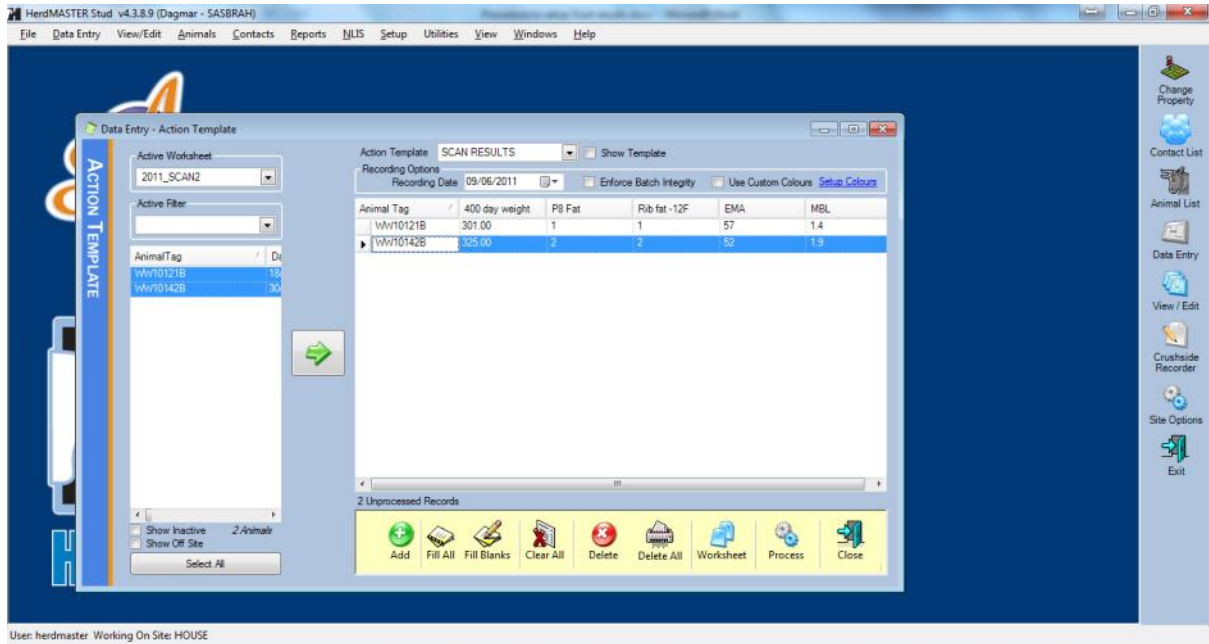 HerdMASTER Stud v4.3.8.9 (Dagmar - SASBRAH)
File Data Entry View/Edit Animals Contacts Reports NLIS Setup Utilities View Windows Help
Data Entry - Action Template
ACTION TEMPLATE
Active Worksheet
2011_SCAN2
Active Filter
AnimalTag / Da
WW10121B 18/
WW10142B 30/
Show Inactive 2 Animals
Show Off Site
Select All
Action Template SCAN RESULTS Show Template
Recording Options
Recording Date 09/06/2011 Enforce Batch Integrity Use Custom Colours Setup Colours
Animal Tag / 400 day weight P8 Fat Rib fat -12F EMA MBL
WW10121B 301.00 1 1 57 1.4
WW10142B 325.00 2 2 52 1.9
2 Unprocessed Records
Add Fill All Fill Blanks Clear All Delete Delete All Worksheet Process Close
Change
Property
Contact List
Animal List
Data Entry
View / Edit
Crushside
Recorder
Site Options
Exit
User: herdmaster Working On Site: HOUSE